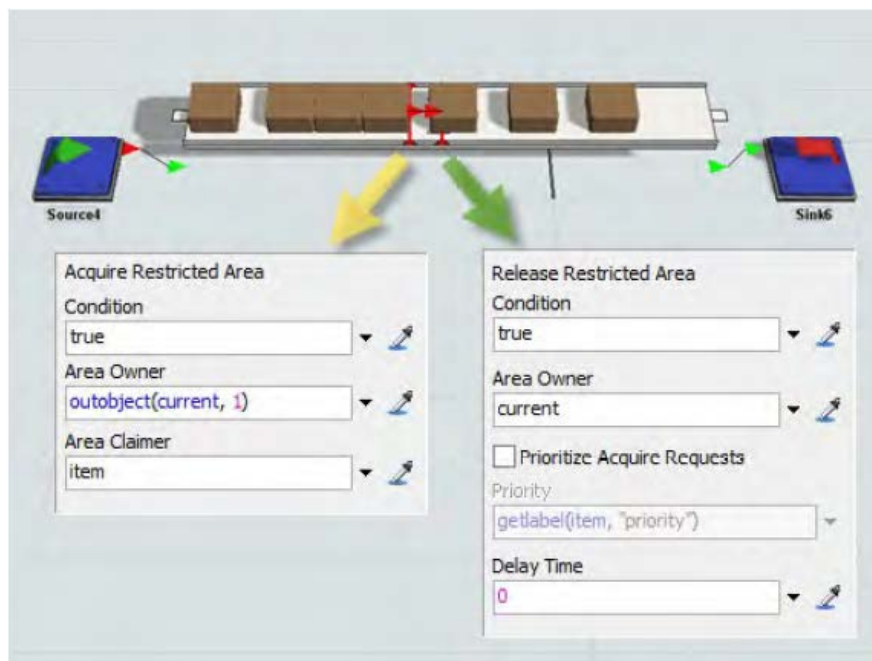 Source4
Sink6
Acquire Restricted Area
Condition
true
Area Owner
outobject(current, 1)
Area Claimer
item
Release Restricted Area
Condition
true
Area Owner
current
Prioritize Acquire Requests
Priority
getlabel(item, "priority")
Delay Time
0